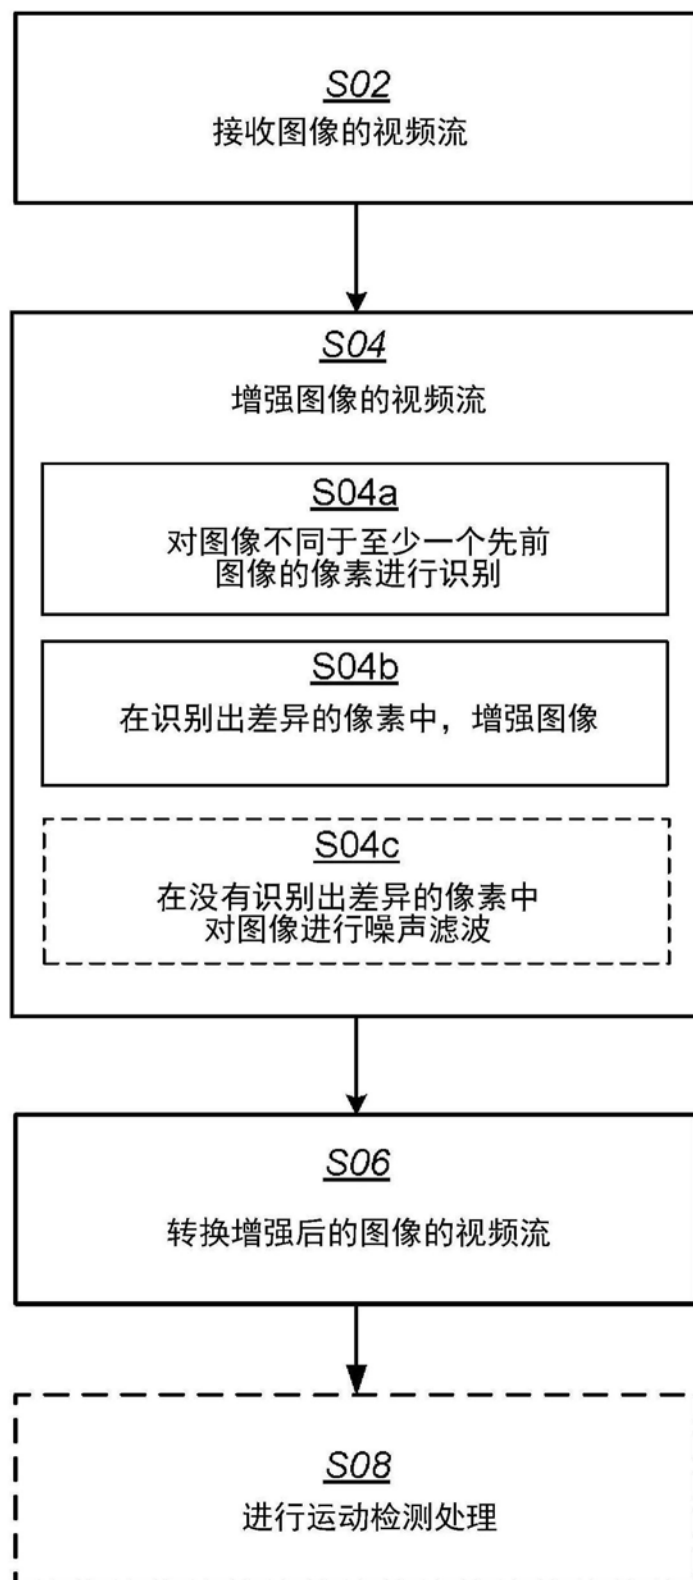 S02
接收图像的视频流
S04
增强图像的视频流
S04a
对图像不同于至少一个先前
图像的像素进行识别
S04b
在识别出差异的像素中，增强图像
S04c
在没有识别出差异的像素中
对图像进行噪声滤波
S06
转换增强后的图像的视频流
S08
进行运动检测处理